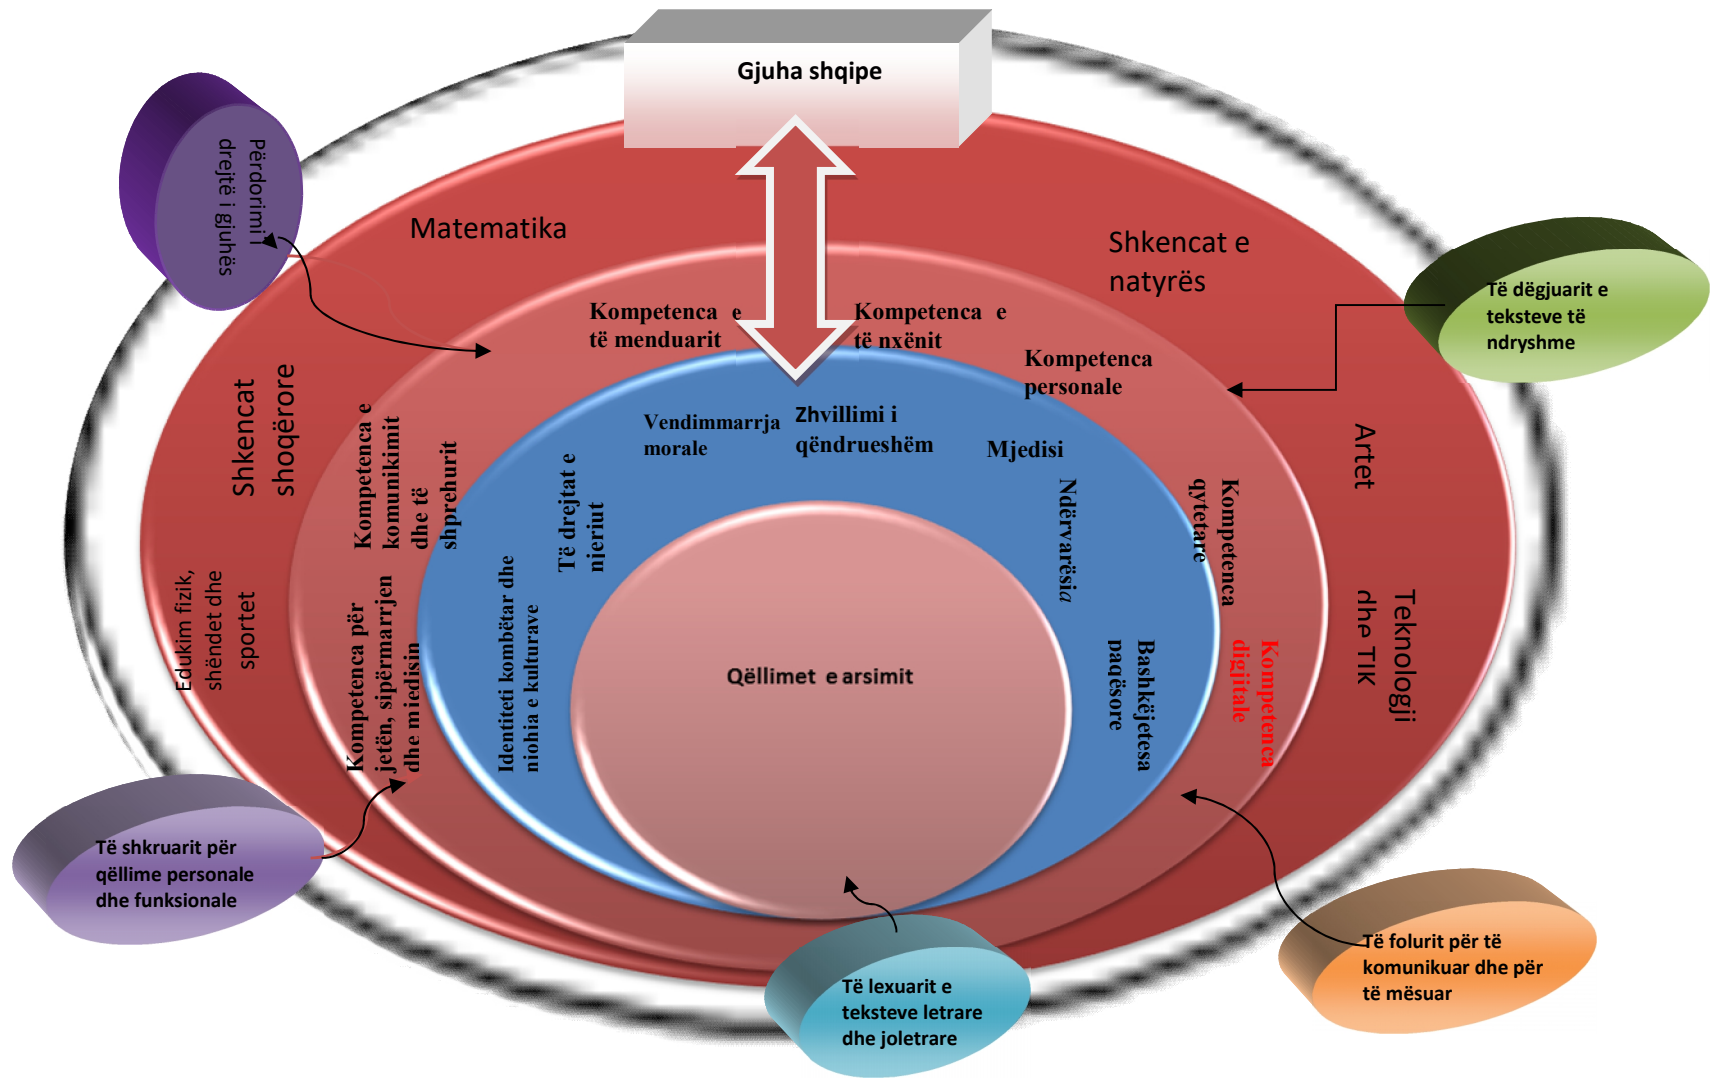 Gjuha shqipe
Përdorimi i
drejtë i gjuhës
Matematika
Shkencat e
natyrës
Të dëgjuarit e
teksteve të
ndryshme
Kompetenca e
të menduarit
Kompetenca e
të nxënit
Kompetenca
personale
Shkencat
shoqërore
Kompetenca e
komunikimit
dhe të
shprehurit
Vendimmarrja
morale
Zhvillimi i
qëndrueshëm
Mjedisi
Të drejtat e
njeriut
Ndërvarësia
Kompetenca
qytetare
Artet
Edukim fizik,
shëndet dhe
sportet
Kompetenca për
jetën, sipërmarrjen
dhe mjedisin
Identiteti kombëtar dhe
njohja e kulturave
Qëllimet e arsimit
Bashkëjetesa
paqësore
Kompetenca
digjitale
Teknologji
dhe TIK
Të shkruarit për
qëllime personale
dhe funksionale
Të lexuarit e
teksteve letrare
dhe joletrare
Të folurit për të
komunikuar dhe për
të mësuar